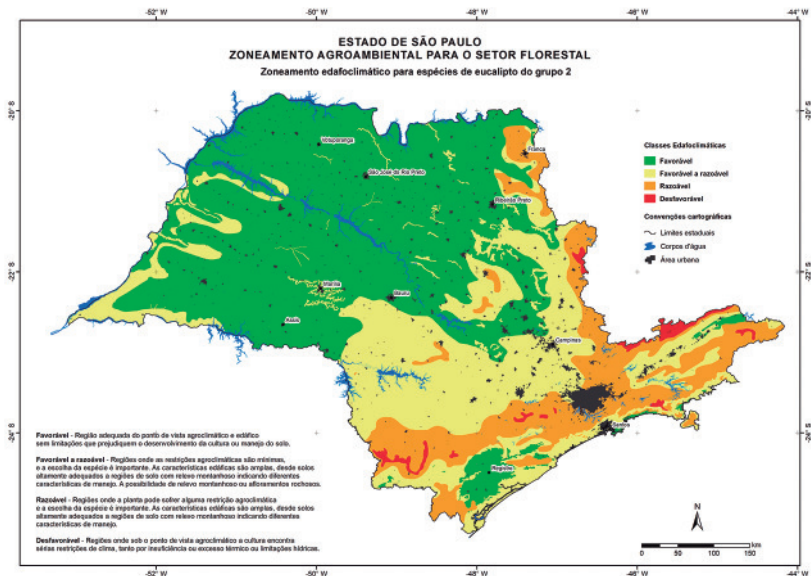 -52° W
-50° W
-48° W
-46° W
-44° W
ESTADO DE SÃO PAULO
ZONEAMENTO AGROAMBIENTAL PARA O SETOR FLORESTAL
Zoneamento edafoclimático para espécies de eucalipto do grupo 2
-20° S
-20° S
Votuporanga
Franca
São José do Rio Preto
Ribeirão Preto
Classes Edafoclimáticas
Favorável
Favorável a razoável
Razoável
Desfavorável
Convenções cartográficas
Limites estaduais
Corpos d'água
Área urbana
-22° S
-22° S
Marília
Bauru
Assis
Campinas
-24° S
-24° S
Santos
Registro
Favorável - Região adequada do ponto de vista agroclimático e edáfico
sem limitações que prejudiquem o desenvolvimento da cultura ou manejo do solo.
Favorável a razoável - Regiões onde as restrições agroclimáticas são mínimas,
e a escolha da espécie é importante. As características edáficas são amplas, desde solos
altamente adequados a regiões de solo com relevo montanhoso indicando diferentes
características de manejo. A possibilidade de relevo montanhoso ou afloramentos rochosos.
Razoável - Regiões onde a planta pode sofrer alguma restrição agroclimática
e a escolha da espécie é importante. As características edáficas são amplas, desde solos
altamente adequados a regiões de solo com relevo montanhoso indicando diferentes
características de manejo.
Desfavorável - Regiões onde sob o ponto de vista agroclimático a cultura encontra
sérias restrições de clima, tanto por insuficiência ou excesso térmico ou limitações hídricas.
N
km
0 25 50 100 150
-52° W
-50° W
-48° W
-46° W
-44° W